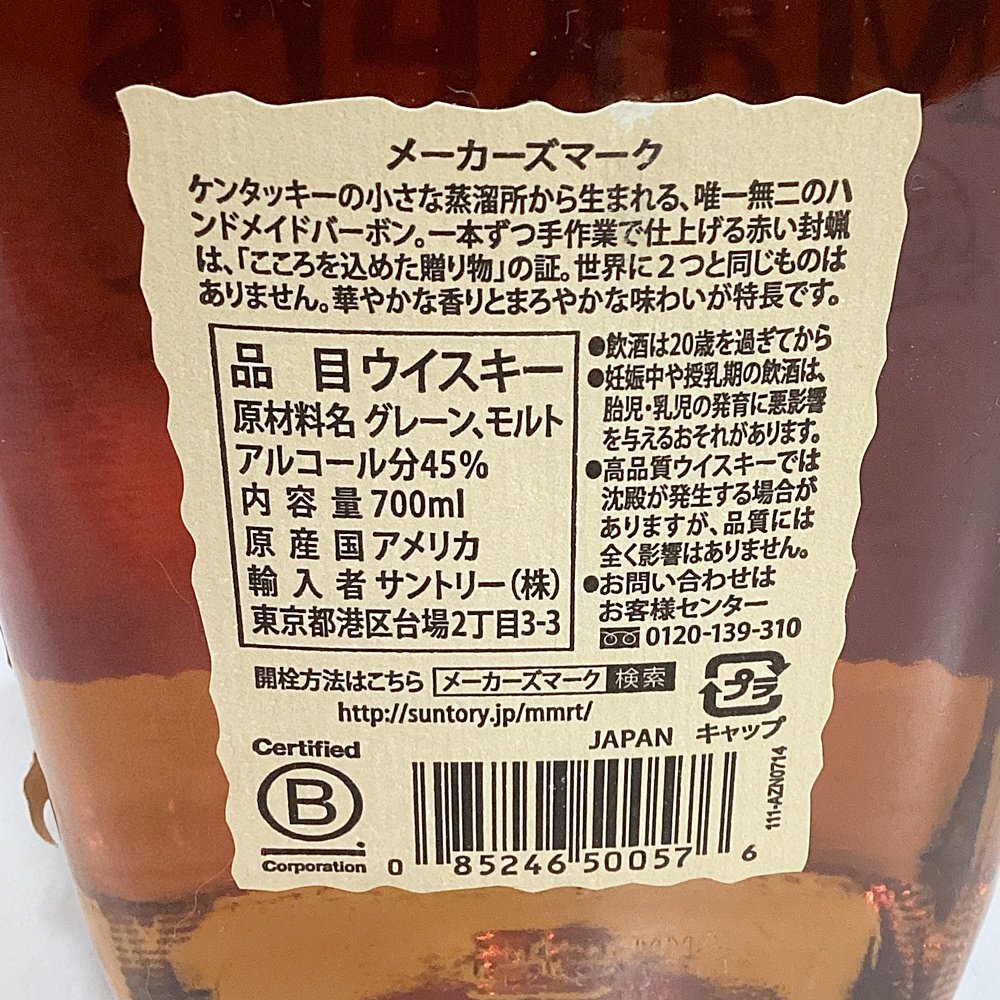 メーカーズマーク
ケンタッキーの小さな蒸溜所から生まれる、唯一無二のハ
ンドメイドバーボン。一本ずつ手作業で仕上げる赤い封蝋
は、「こころを込めた贈り物」の証。世界に2つと同じものは
ありません。華やかな香りとまろやかな味わいが特長です。
品 目 ウイスキー
原材料名 グレーン、モルト
アルコール分45%
内容量 700ml
原産国 アメリカ
輸入者 サントリー(株)
東京都港区台場2丁目3-3
●飲酒は20歳を過ぎてから
●妊娠中や授乳期の飲酒は、
胎児・乳児の発育に悪影響
を与えるおそれがあります。
●高品質ウイスキーでは
沈殿が発生する場合が
ありますが、品質には
全く影響はありません。
●お問い合わせは
お客様センター
0120-139-310
開栓方法はこちら メーカーズマーク 検索
http://suntory.jp/mmrt/
プラ
JAPAN キャップ
Certified
B
Corporation
0 85246 50057 6
111-AZN0714